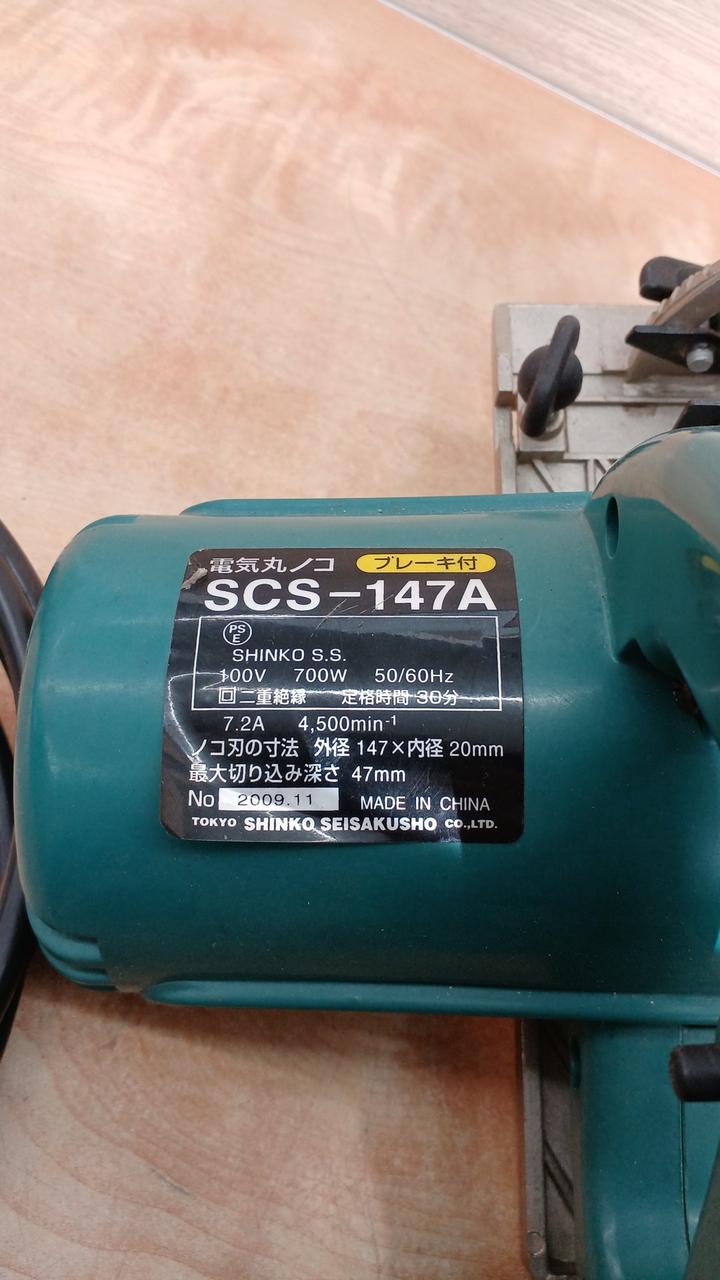 電気丸ノコ ブレーキ付
SCS-147A
PS
E
SHINKO S.S.
100V 700W 50/60Hz
回 二重絶縁 定格時間 30分
7.2A 4,500min⁻¹
ノコ刃の寸法 外径 147×内径 20mm
最大切り込み深さ 47mm
No 2009.11 MADE IN CHINA
TOKYO SHINKO SEISAKUSHO CO.,LTD.